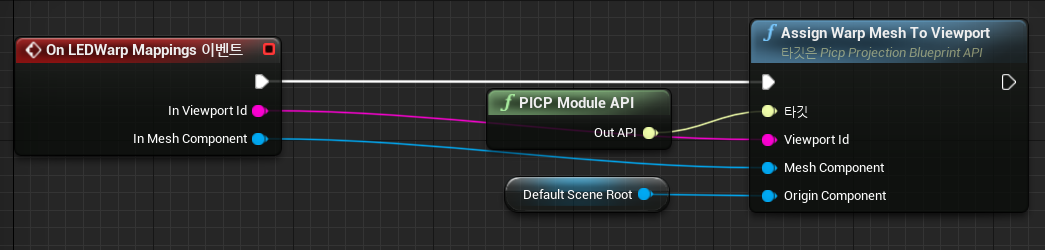 On LEDWarp Mappings 이벤트
In Viewport Id
In Mesh Component
PICP Module API
Out API
Default Scene Root
Assign Warp Mesh To Viewport
타깃은 Picp Projection Blueprint API
타깃
Viewport Id
Mesh Component
Origin Component